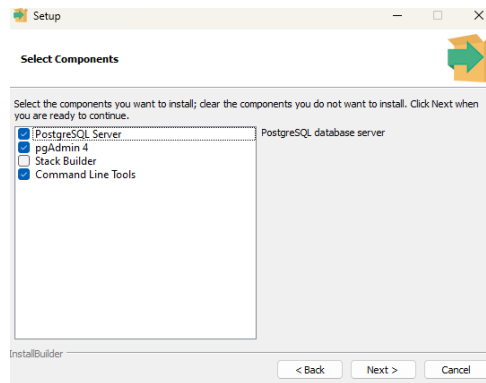 Setup
Select Components
Select the components you want to install; clear the components you do not want to install. Click Next when
you are ready to continue.
PostgreSQL Server
PostgreSQL database server
pgAdmin 4
Stack Builder
Command Line Tools
InstallBuilder
< Back
Next >
Cancel